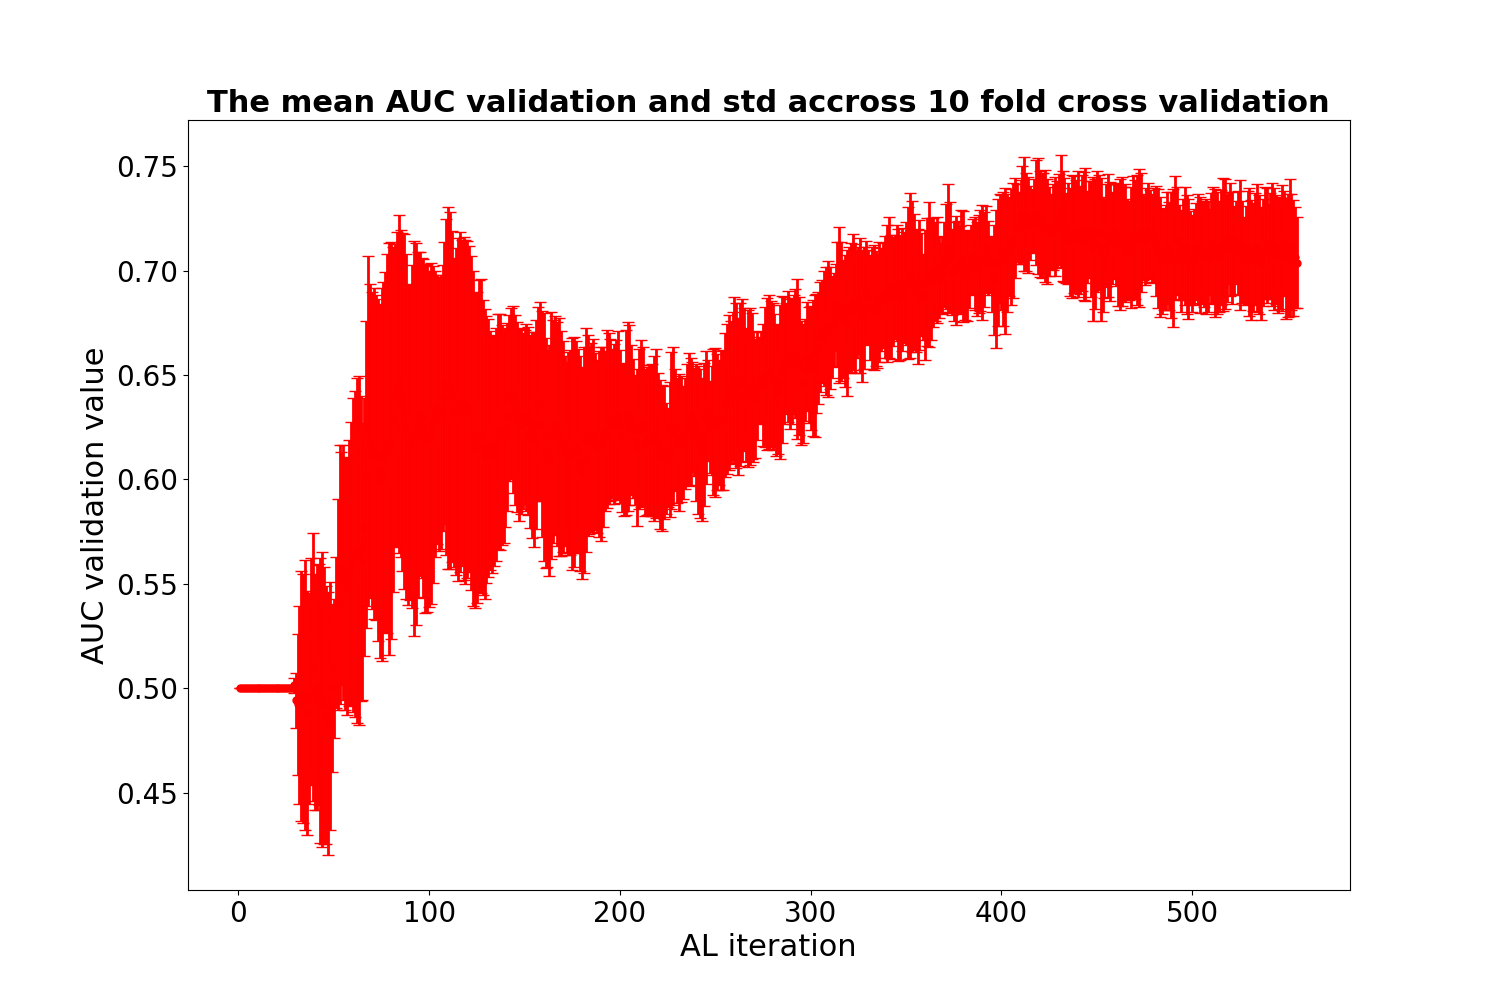 The mean AUC validation and std accross 10 fold cross validation
0.75
0.70
0.65
0.60
0.55
0.50
0.45
AUC validation value
0 100 200 300 400 500
AL iteration